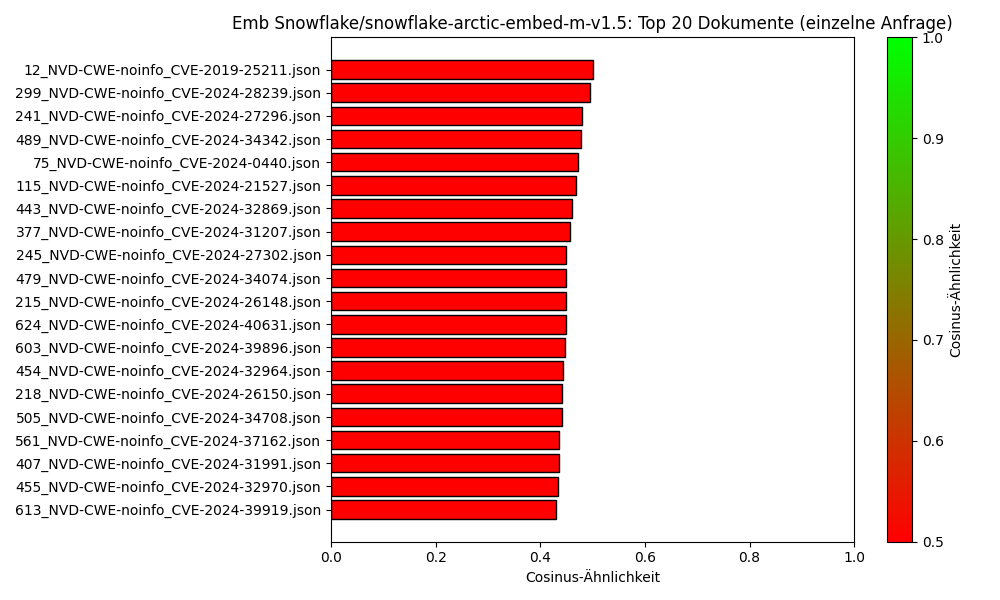 Emb Snowflake/snowflake-arctic-embed-m-v1.5: Top 20 Dokumente (einzelne Anfrage)
12_NVD-CWE-noinfo_CVE-2019-25211.json
299_NVD-CWE-noinfo_CVE-2024-28239.json
241_NVD-CWE-noinfo_CVE-2024-27296.json
489_NVD-CWE-noinfo_CVE-2024-34342.json
75_NVD-CWE-noinfo_CVE-2024-0440.json
115_NVD-CWE-noinfo_CVE-2024-21527.json
443_NVD-CWE-noinfo_CVE-2024-32869.json
377_NVD-CWE-noinfo_CVE-2024-31207.json
245_NVD-CWE-noinfo_CVE-2024-27302.json
479_NVD-CWE-noinfo_CVE-2024-34074.json
215_NVD-CWE-noinfo_CVE-2024-26148.json
624_NVD-CWE-noinfo_CVE-2024-40631.json
603_NVD-CWE-noinfo_CVE-2024-39896.json
454_NVD-CWE-noinfo_CVE-2024-32964.json
218_NVD-CWE-noinfo_CVE-2024-26150.json
505_NVD-CWE-noinfo_CVE-2024-34708.json
561_NVD-CWE-noinfo_CVE-2024-37162.json
407_NVD-CWE-noinfo_CVE-2024-31991.json
455_NVD-CWE-noinfo_CVE-2024-32970.json
613_NVD-CWE-noinfo_CVE-2024-39919.json
0.0 0.2 0.4 0.6 0.8 1.0
Cosinus-Ähnlichkeit
1.0
0.9
0.8
0.7
0.6
0.5
Cosinus-Ähnlichkeit